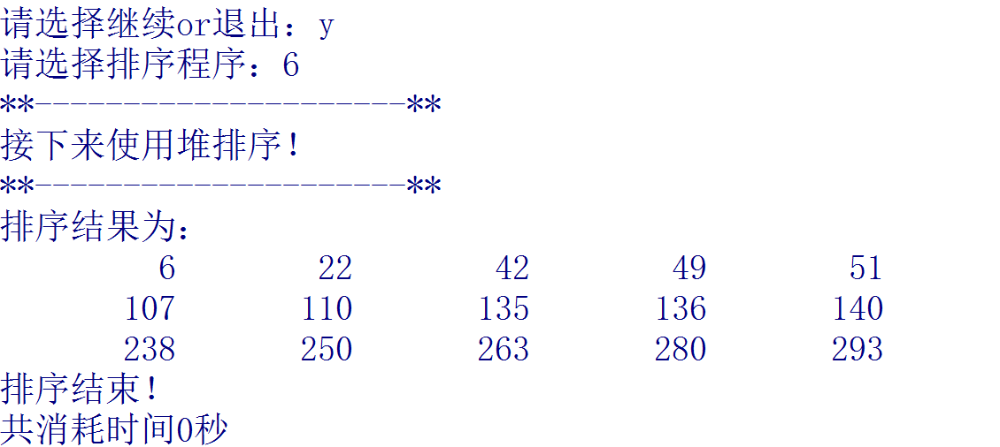 请选择继续or退出：y
请选择排序程序：6
**---------------------**
接下来使用堆排序！
**---------------------**
排序结果为：
6 22 42 49 51
107 110 135 136 140
238 250 263 280 293
排序结束！
共消耗时间0秒